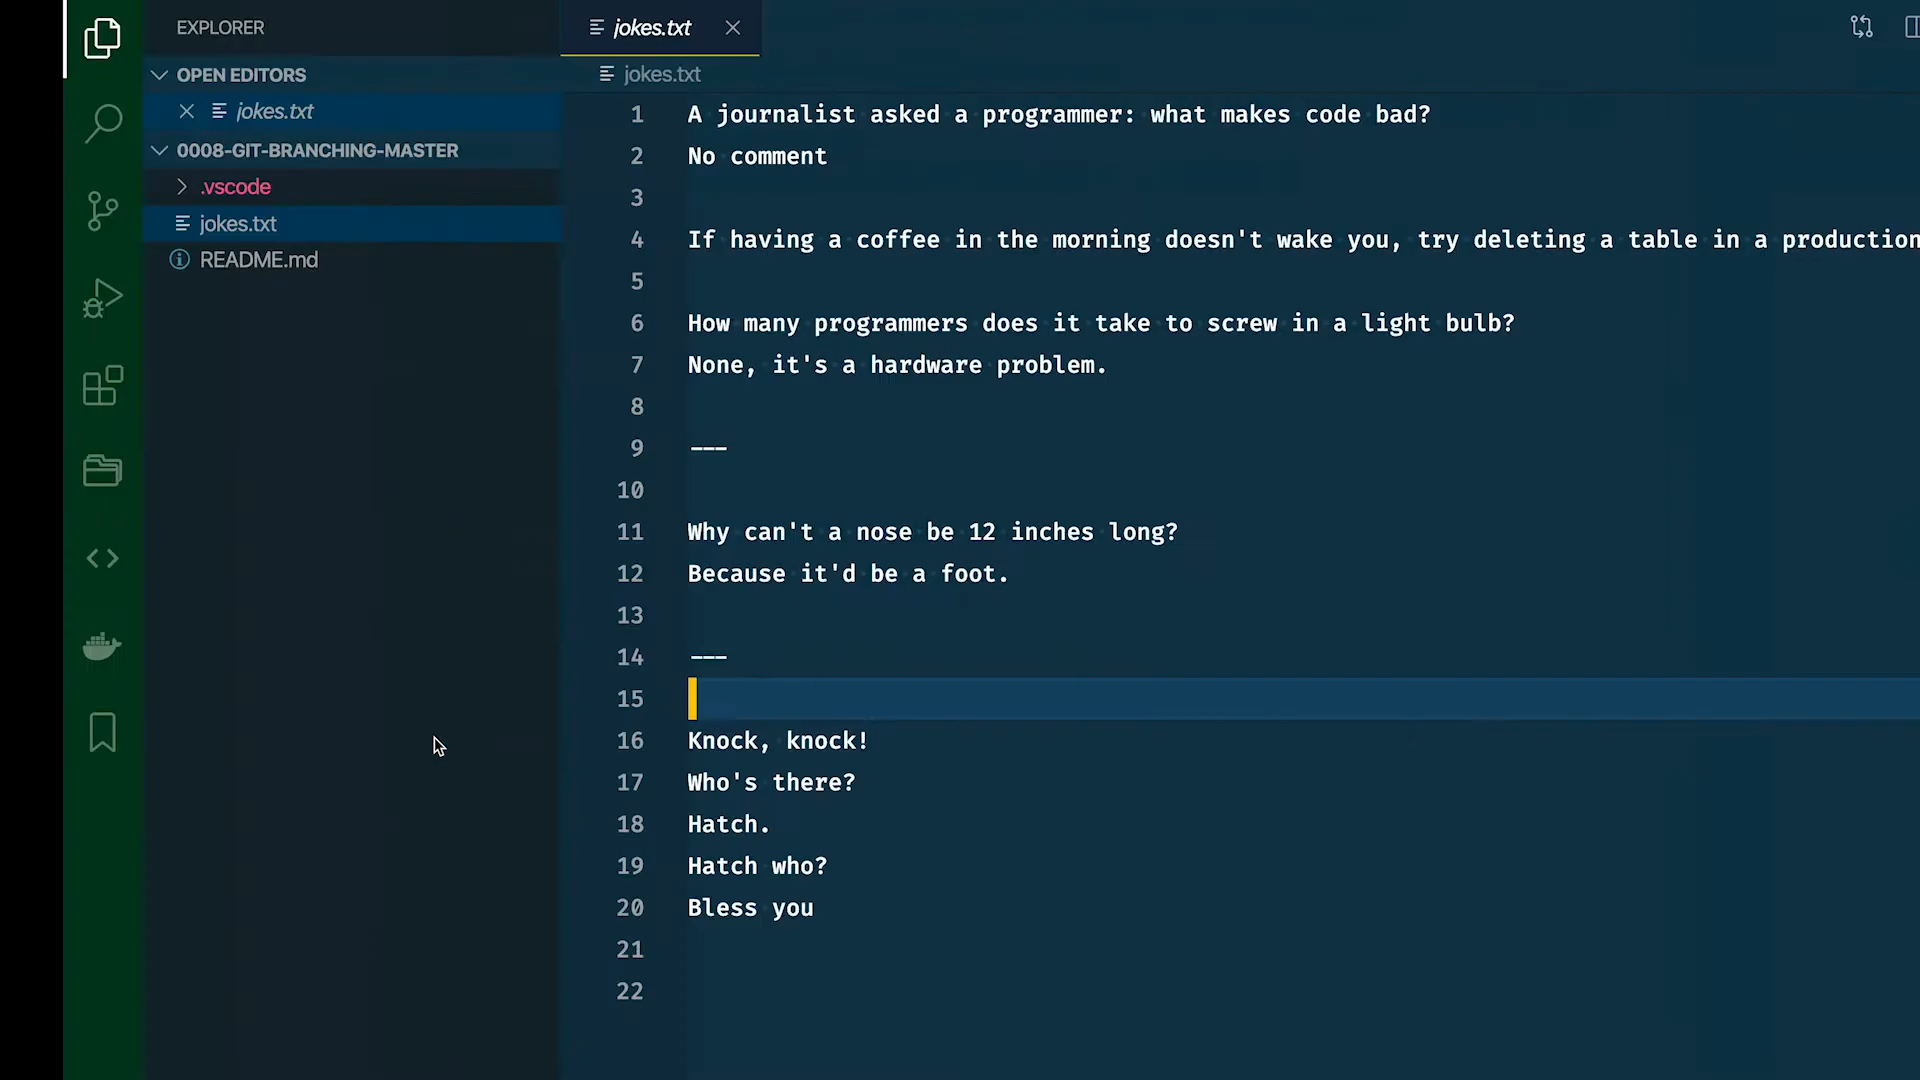 EXPLORER
OPEN EDITORS
jokes.txt
0008-GIT-BRANCHING-MASTER
.vscode
jokes.txt
README.md
jokes.txt
jokes.txt
1 A journalist asked a programmer: what makes code bad?
2 No comment
3
4 If having a coffee in the morning doesn't wake you, try deleting a table in a production
5
6 How many programmers does it take to screw in a light bulb?
7 None, it's a hardware problem.
8
9 ---
10
11 Why can't a nose be 12 inches long?
12 Because it'd be a foot.
13
14 ---
15
16 Knock, knock!
17 Who's there?
18 Hatch.
19 Hatch who?
20 Bless you
21
22